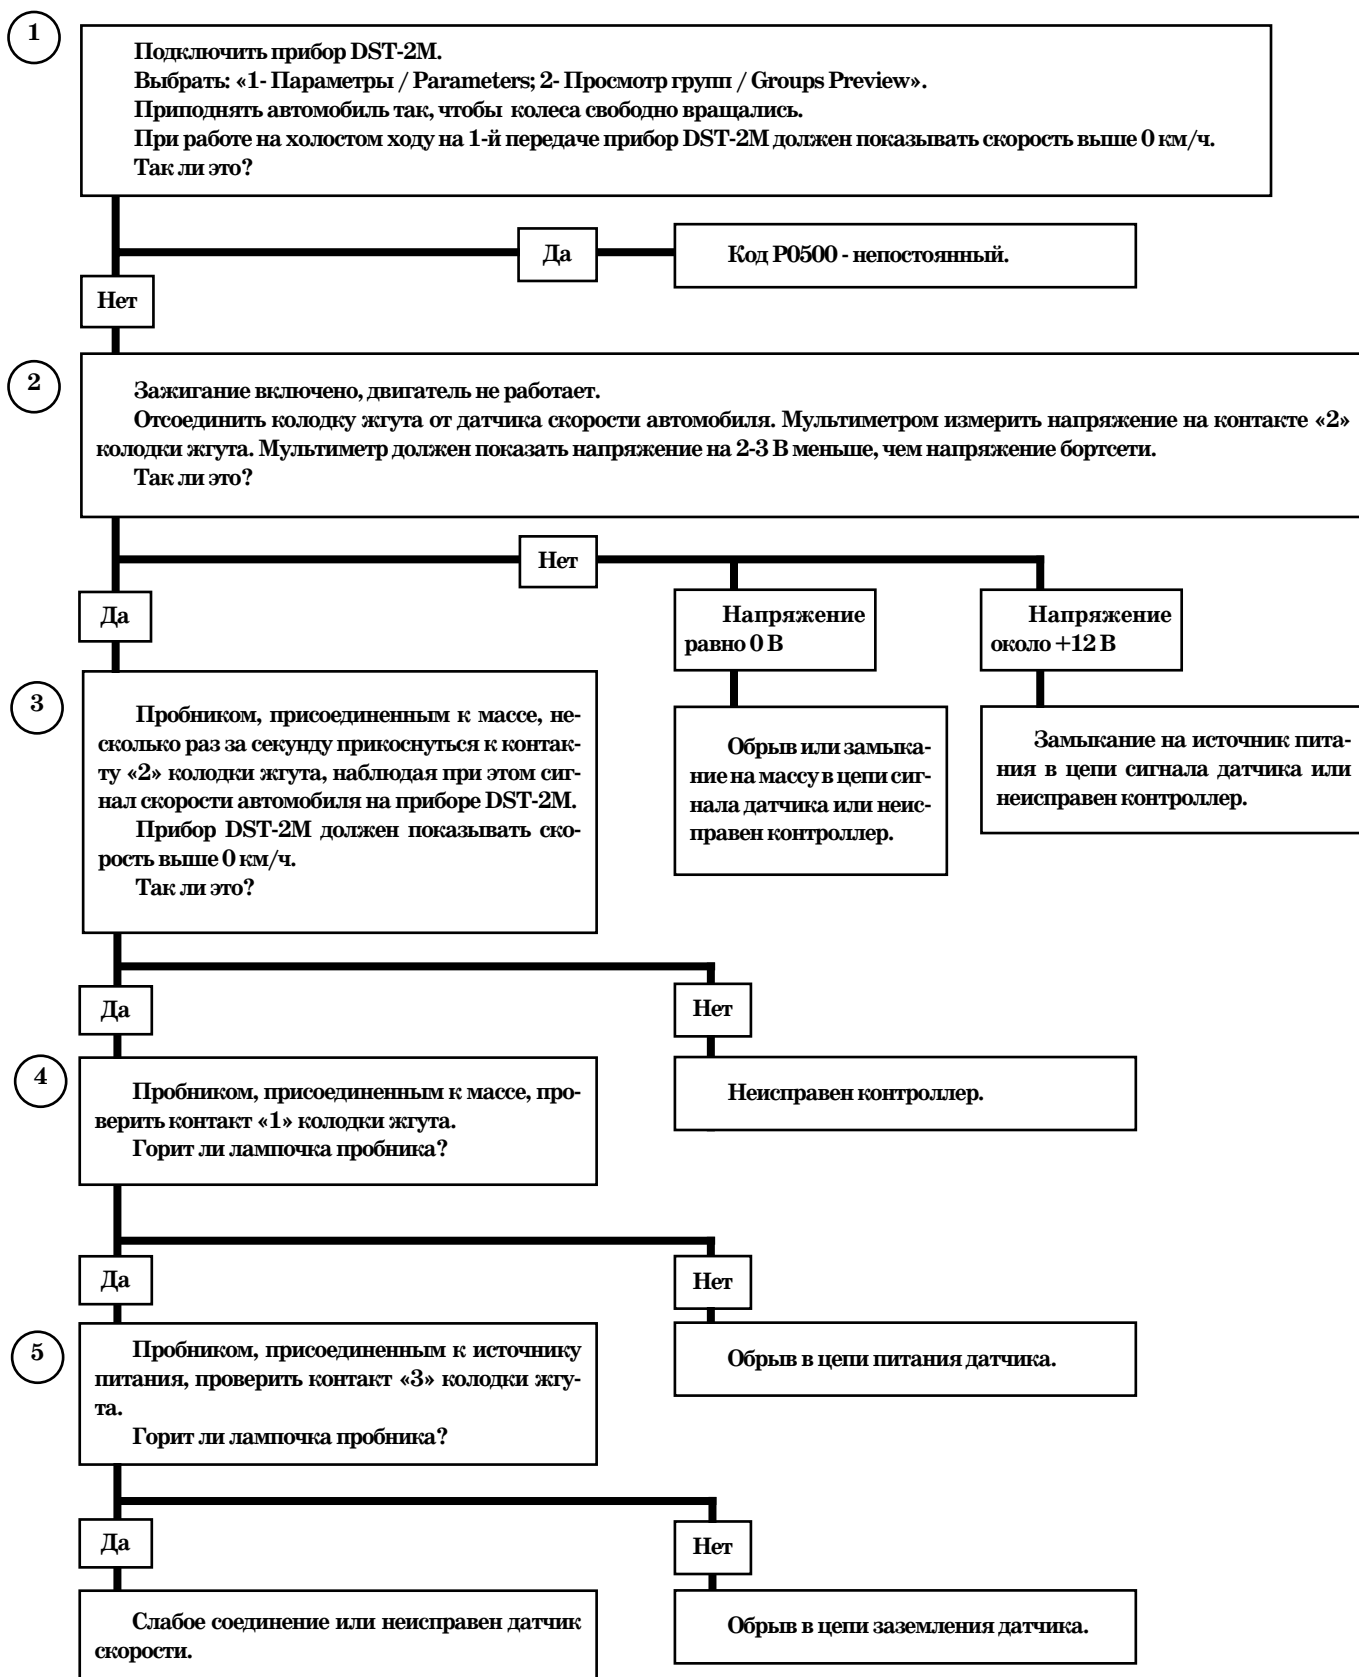 1
Подключить прибор DST-2M.
Выбрать: «1- Параметры / Parameters; 2- Просмотр групп / Groups Preview».
Приподнять автомобиль так, чтобы колеса свободно вращались.
При работе на холостом ходу на 1-й передаче прибор DST-2M должен показывать скорость выше 0 км/ч.
Так ли это?
Да
Код P0500 - непостоянный.
Нет
2
Зажигание включено, двигатель не работает.
Отсоединить колодку жгута от датчика скорости автомобиля. Мультиметром измерить напряжение на контакте «2»
колодки жгута. Мультиметр должен показать напряжение на 2-3 В меньше, чем напряжение бортсети.
Так ли это?
Нет
Да
Напряжение
равно 0 В
Напряжение
около +12 В
3
Пробником, присоединенным к массе, не-
сколько раз за секунду прикоснуться к контак-
ту «2» колодки жгута, наблюдая при этом сиг-
нал скорости автомобиля на приборе DST-2M.
Прибор DST-2M должен показывать ско-
рость выше 0 км/ч.
Так ли это?
Обрыв или замыка-
ние на массу в цепи сиг-
нала датчика или неис-
правен контроллер.
Замыкание на источник пита-
ния в цепи сигнала датчика или
неисправен контроллер.
Да
Нет
4
Пробником, присоединенным к массе, про-
верить контакт «1» колодки жгута.
Горит ли лампочка пробника?
Неисправен контроллер.
Да
Нет
5
Пробником, присоединенным к источнику
питания, проверить контакт «3» колодки жгу-
та.
Горит ли лампочка пробника?
Обрыв в цепи питания датчика.
Да
Нет
Слабое соединение или неисправен датчик
скорости.
Обрыв в цепи заземления датчика.